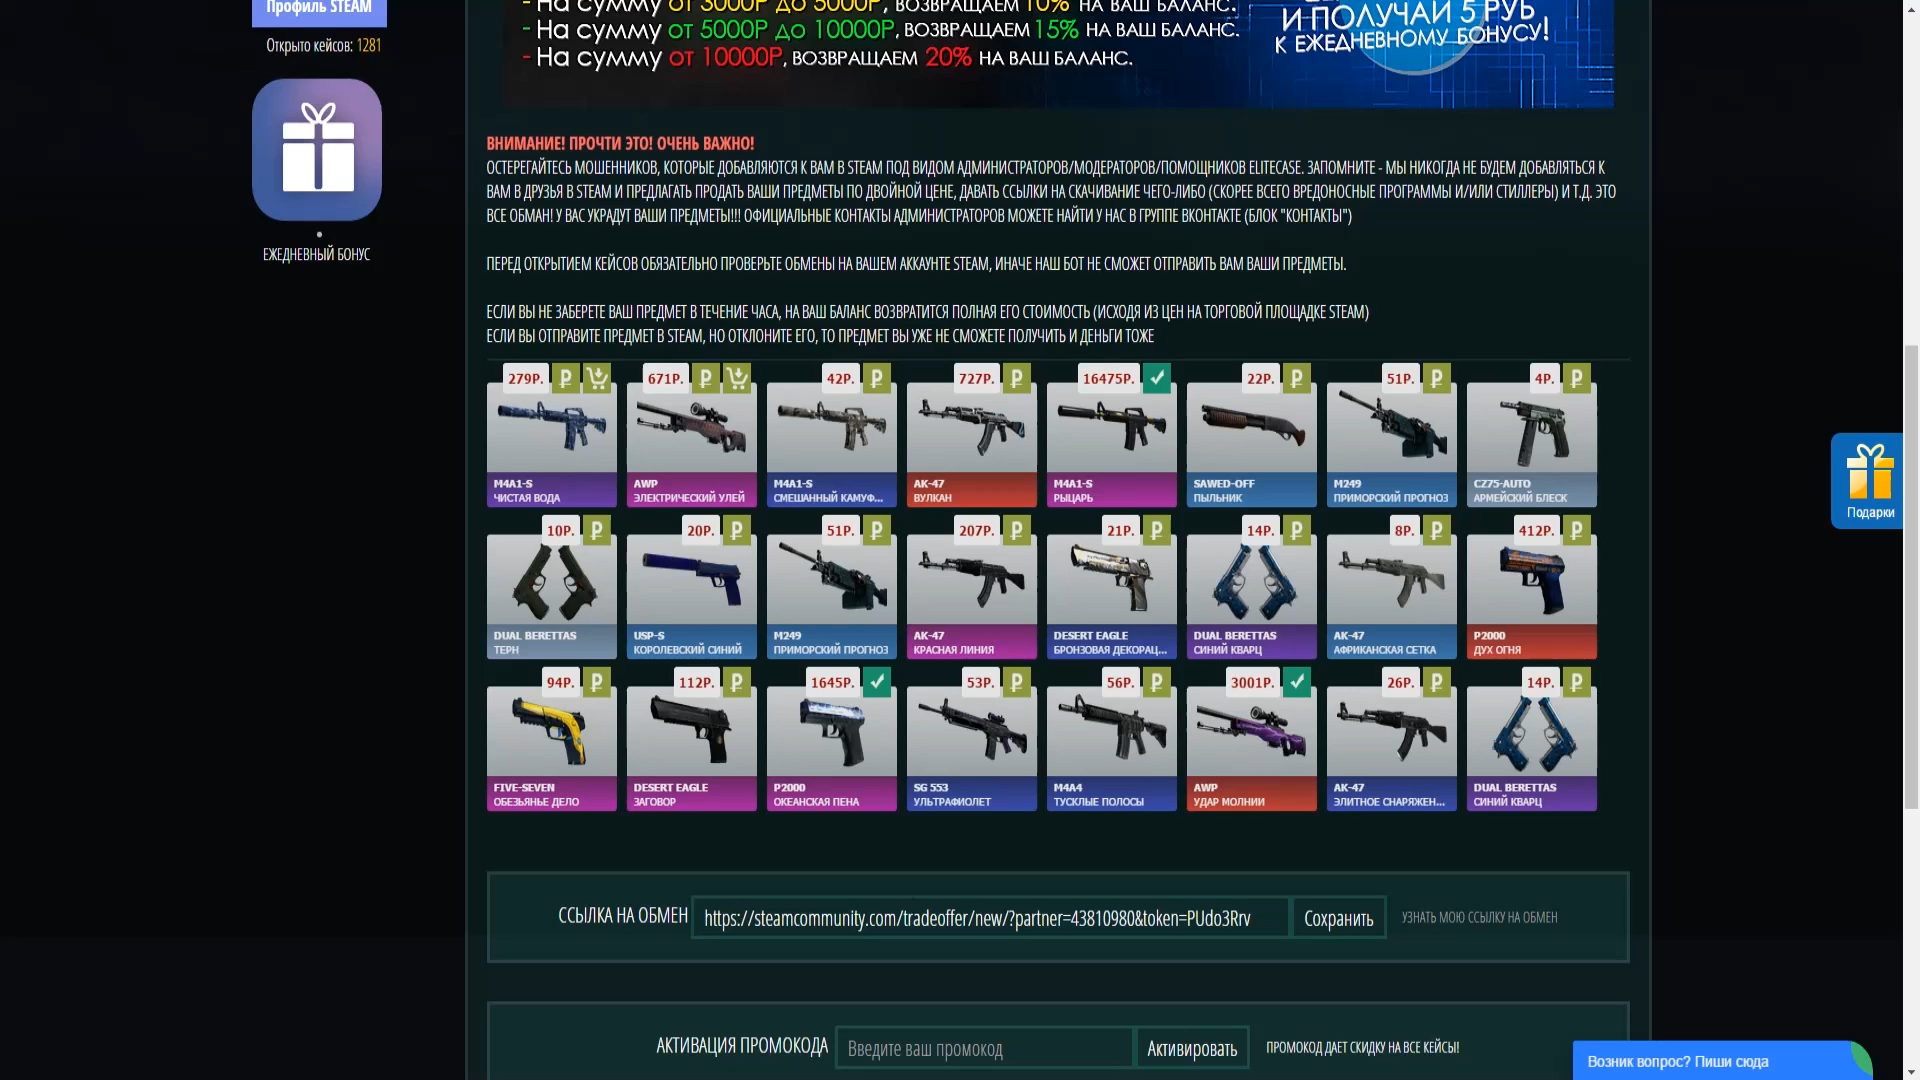 Профиль STEAM
Открыто кейсов: 1281
ЕЖЕДНЕВНЫЙ БОНУС
- На сумму от 3000Р до 5000Р, ВОЗВРАЩАЕМ 10% НА ВАШ БАЛАНС.
- На сумму от 5000Р до 10000Р, ВОЗВРАЩАЕМ 15% НА ВАШ БАЛАНС.
- На сумму от 10000Р, ВОЗВРАЩАЕМ 20% НА ВАШ БАЛАНС.
И ПОЛУЧАЙ 5 РУБ
К ЕЖЕДНЕВНОМУ БОНУСУ!
ВНИМАНИЕ! ПРОЧТИ ЭТО! ОЧЕНЬ ВАЖНО!
ОСТЕРЕГАЙТЕСЬ МОШЕННИКОВ, КОТОРЫЕ ДОБАВЛЯЮТСЯ К ВАМ В STEAM ПОД ВИДОМ АДМИНИСТРАТОРОВ/МОДЕРАТОРОВ/ПОМОЩНИКОВ ELITECASE. ЗАПОМНИТЕ - МЫ НИКОГДА НЕ БУДЕМ ДОБАВЛЯТЬСЯ К
ВАМ В ДРУЗЬЯ В STEAM И ПРЕДЛАГАТЬ ПРОДАТЬ ВАШИ ПРЕДМЕТЫ ПО ДВОЙНОЙ ЦЕНЕ, ДАВАТЬ ССЫЛКИ НА СКАЧИВАНИЕ ЧЕГО-ЛИБО (СКОРЕЕ ВСЕГО ВРЕДОНОСНЫЕ ПРОГРАММЫ И/ИЛИ СТИЛЛЕРЫ) И Т.Д. ЭТО
ВСЕ ОБМАН! У ВАС УКРАДУТ ВАШИ ПРЕДМЕТЫ!!! ОФИЦИАЛЬНЫЕ КОНТАКТЫ АДМИНИСТРАТОРОВ МОЖЕТЕ НАЙТИ У НАС В ГРУППЕ ВКОНТАКТЕ (БЛОК "КОНТАКТЫ")
ПЕРЕД ОТКРЫТИЕМ КЕЙСОВ ОБЯЗАТЕЛЬНО ПРОВЕРЬТЕ ОБМЕНЫ НА ВАШЕМ АККАУНТЕ STEAM, ИНАЧЕ НАШ БОТ НЕ СМОЖЕТ ОТПРАВИТЬ ВАМ ВАШИ ПРЕДМЕТЫ.
ЕСЛИ ВЫ НЕ ЗАБЕРЕТЕ ВАШ ПРЕДМЕТ В ТЕЧЕНИЕ ЧАСА, НА ВАШ БАЛАНС ВОЗВРАТИТСЯ ПОЛНАЯ ЕГО СТОИМОСТЬ (ИСХОДЯ ИЗ ЦЕН НА ТОРГОВОЙ ПЛОЩАДКЕ STEAM)
ЕСЛИ ВЫ ОТПРАВИТЕ ПРЕДМЕТ В STEAM, НО ОТКЛОНИТЕ ЕГО, ТО ПРЕДМЕТ ВЫ УЖЕ НЕ СМОЖЕТЕ ПОЛУЧИТЬ И ДЕНЬГИ ТОЖЕ
279Р. 671Р. 42Р. 727Р. 16475Р. 22Р. 51Р. 4Р.
M4A1-S AWP M4A1-S AK-47 M4A1-S SAWED-OFF M249 CZ75-AUTO
ЧИСТАЯ ВОДА ЭЛЕКТРИЧЕСКИЙ УЛЕЙ СМЕШАННЫЙ КАМУФ... ВУЛКАН РЫЦАРЬ ПЫЛЬНИК ПРИМОРСКИЙ ПРОГНОЗ АРМЕЙСКИЙ БЛЕСК
10Р. 20Р. 51Р. 207Р. 21Р. 14Р. 8Р. 412Р.
DUAL BERETTAS USP-S M249 AK-47 DESERT EAGLE DUAL BERETTAS AK-47 P2000
ТЕРН КОРОЛЕВСКИЙ СИНИЙ ПРИМОРСКИЙ ПРОГНОЗ КРАСНАЯ ЛИНИЯ БРОНЗОВАЯ ДЕКОРАЦ... СИНИЙ КВАРЦ АФРИКАНСКАЯ СЕТКА ДУХ ОГНЯ
94Р. 112Р. 1645Р. 53Р. 56Р. 3001Р. 26Р. 14Р.
FIVE-SEVEN DESERT EAGLE P2000 SG 553 M4A4 AWP AK-47 DUAL BERETTAS
ОБЕЗЬЯНЬЕ ДЕЛО ЗАГОВОР ОКЕАНСКАЯ ПЕНА УЛЬТРАФИОЛЕТ ТУСКЛЫЕ ПОЛОСЫ УДАР МОЛНИИ ЭЛИТНОЕ СНАРЯЖЕН... СИНИЙ КВАРЦ
Подарки
ССЫЛКА НА ОБМЕН https://steamcommunity.com/tradeoffer/new/?partner=43810980&token=PUdo3Rrv Сохранить УЗНАТЬ МОЮ ССЫЛКУ НА ОБМЕН
АКТИВАЦИЯ ПРОМОКОДА Введите ваш промокод Активировать ПРОМОКОД ДАЕТ СКИДКУ НА ВСЕ КЕЙСЫ!
Возник вопрос? Пиши сюда